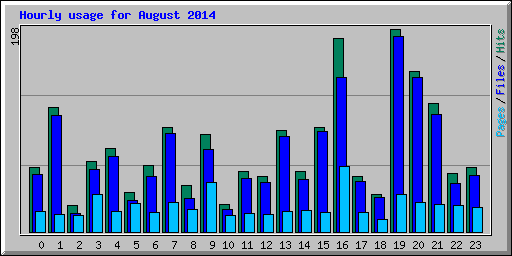 Hourly usage for August 2014
198
Pages / Files / Hits
0 1 2 3 4 5 6 7 8 9 10 11 12 13 14 15 16 17 18 19 20 21 22 23